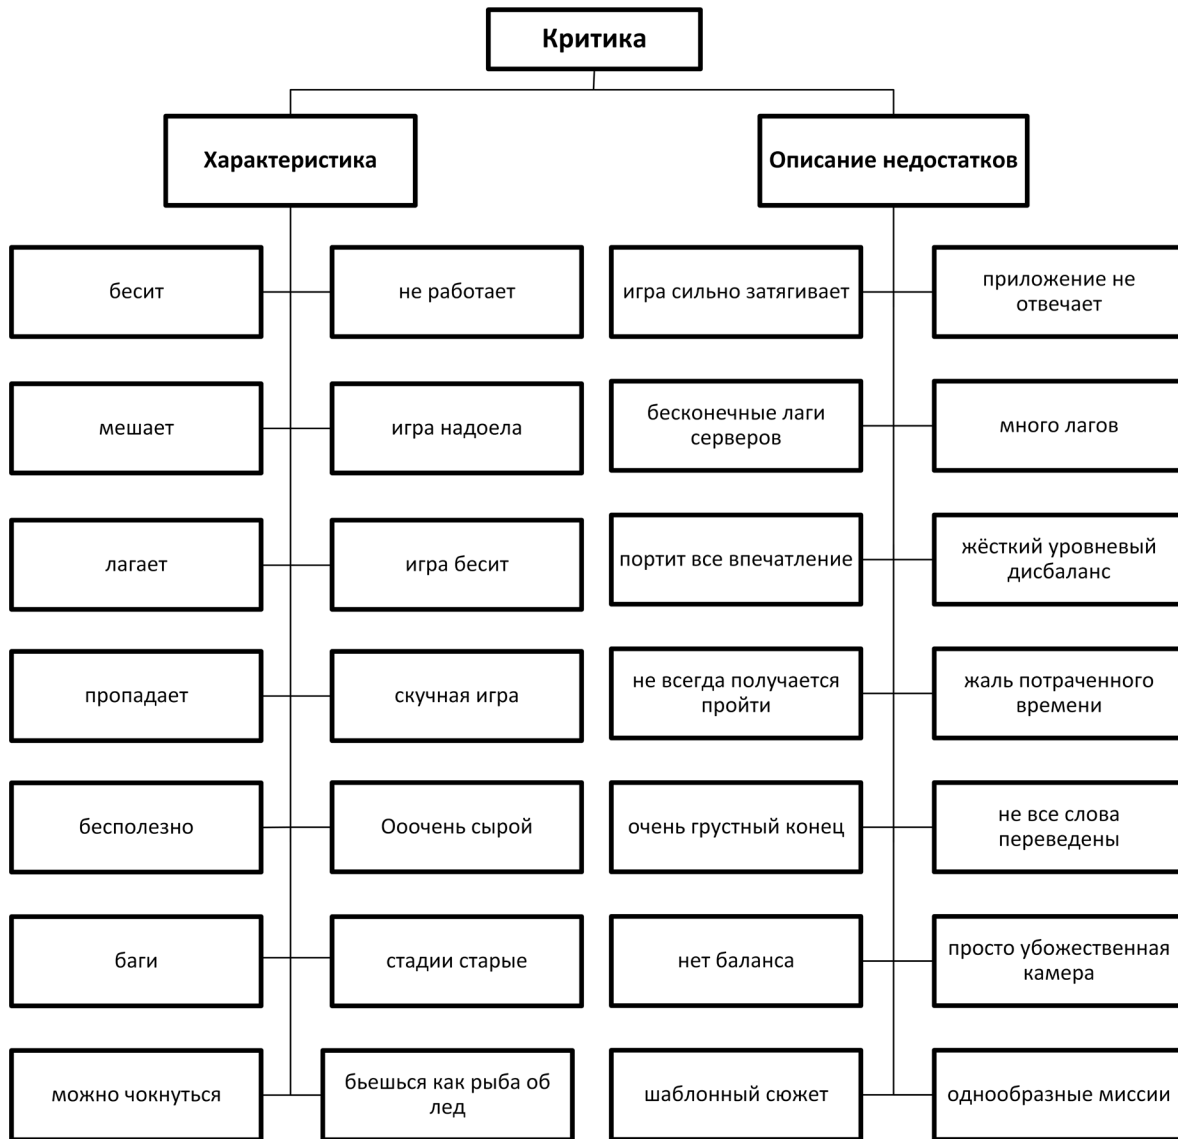 Критика
Характеристика
Описание недостатков
бесит
не работает
игра сильно затягивает
приложение не
отвечает
мешает
игра надоела
бесконечные лаги
серверов
много лагов
лагает
игра бесит
портит все впечатление
жёсткий уровневый
дисбаланс
пропадает
скучная игра
не всегда получается
пройти
жаль потраченного
времени
бесполезно
Ооочень сырой
очень грустный конец
не все слова
переведены
баги
стадии старые
нет баланса
просто убожественная
камера
можно чокнуться
бьешься как рыба об
лед
шаблонный сюжет
однообразные миссии